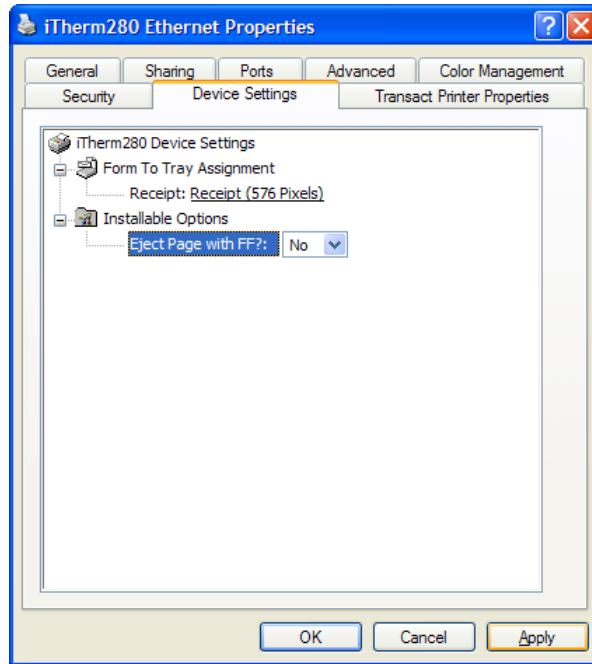 iTherm280 Ethernet Properties
General Sharing Ports Advanced Color Management
Security Device Settings Transact Printer Properties
iTherm280 Device Settings
Form To Tray Assignment
Receipt: Receipt (576 Pixels)
Installable Options
Eject Page with FF?: No
OK Cancel Apply